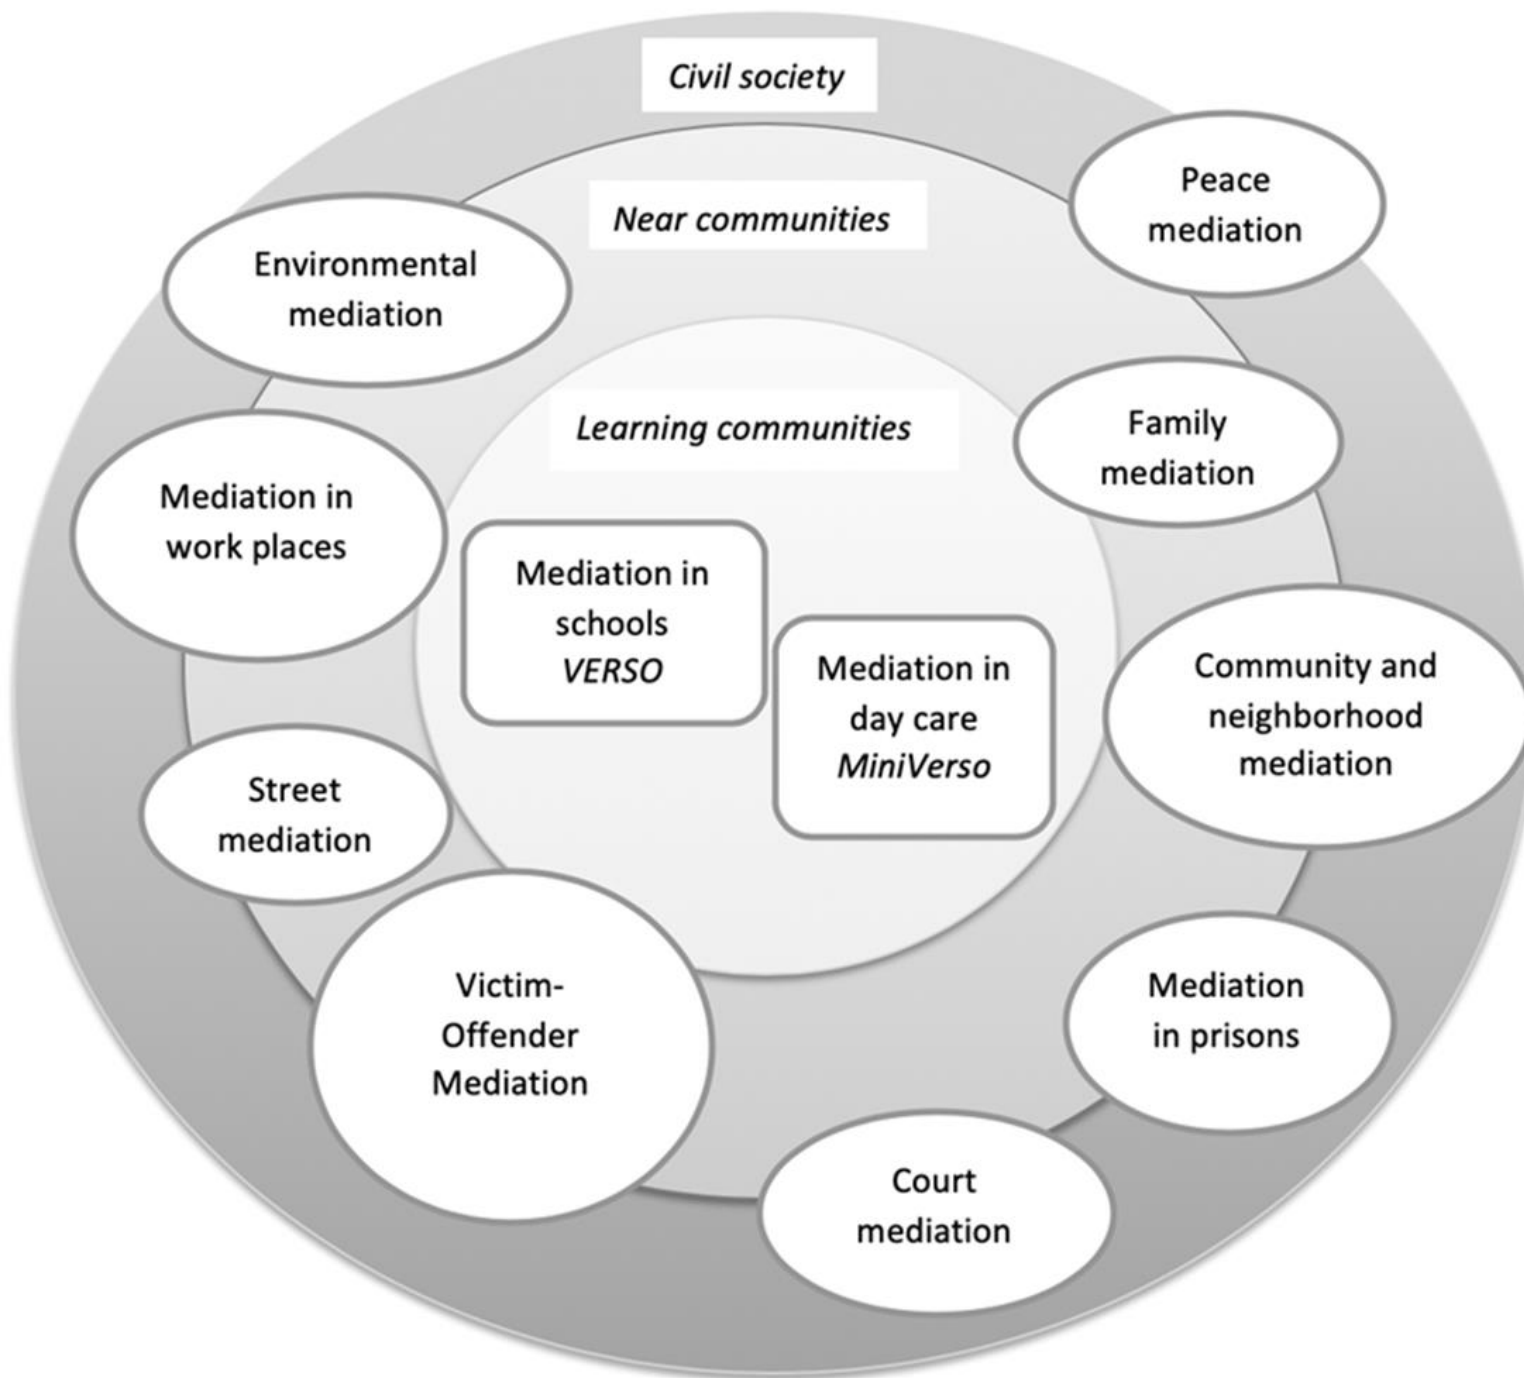 Civil society
Peace
mediation
Near communities
Environmental
mediation
Learning communities
Family
mediation
Mediation in
work places
Mediation in
schools
VERSO
Mediation in
day care
MiniVerso
Community and
neighborhood
mediation
Street
mediation
Victim-
Offender
Mediation
Mediation
in prisons
Court
mediation